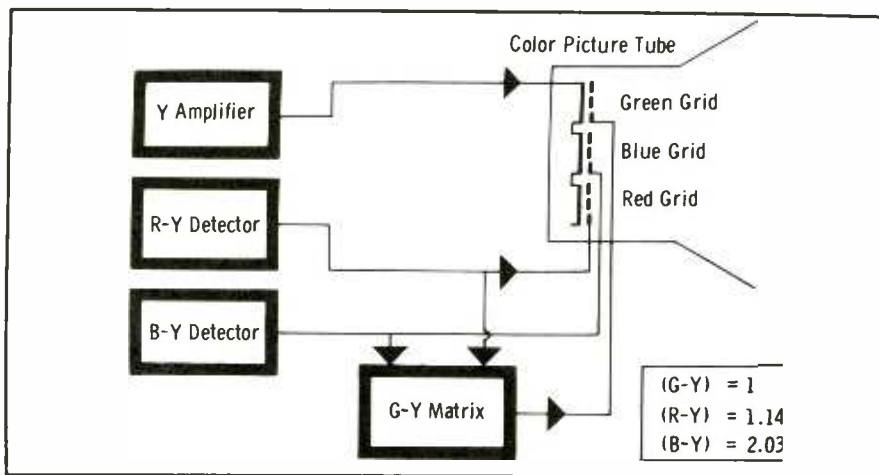 Color Picture Tube
Y Amplifier
Green Grid
Blue Grid
Red Grid
R-Y Detector
B-Y Detector
G-Y Matrix
(G-Y) = 1
(R-Y) = 1.14
(B-Y) = 2.03